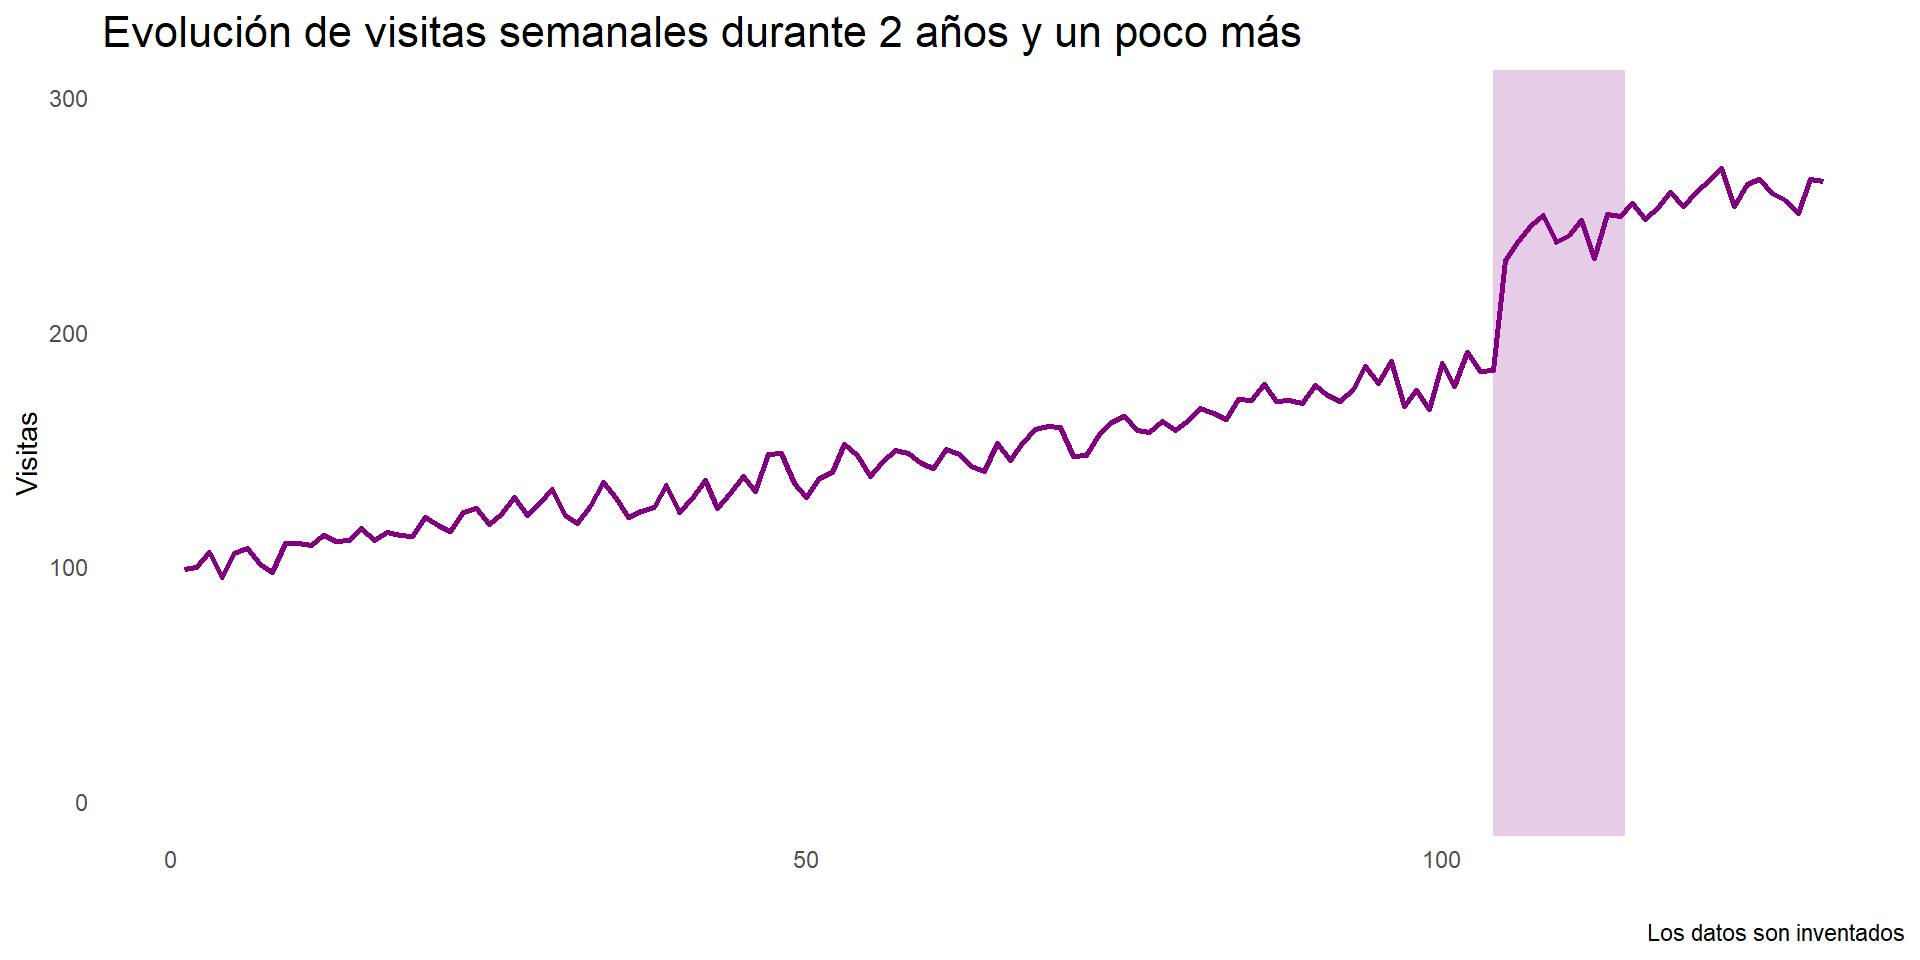 Evolución de visitas semanales durante 2 años y un poco más
300
200
100
0
Visitas
0
50
100
Los datos son inventados